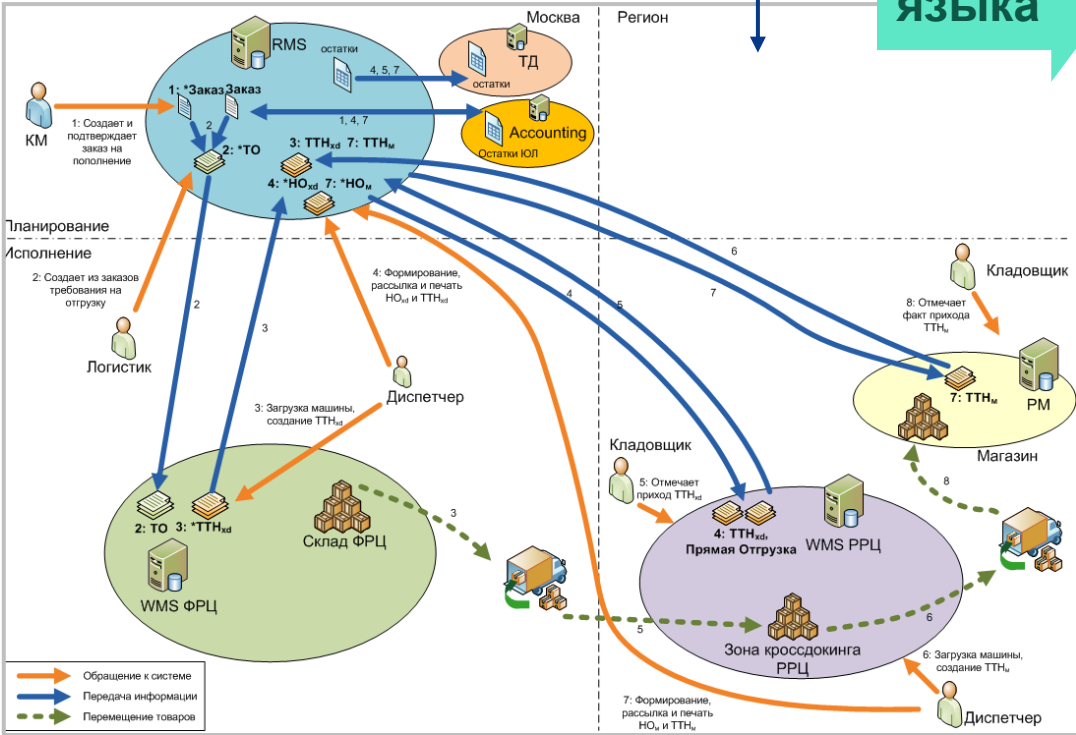 языка
Москва
Регион
RMS
остатки
ТД
остатки
4, 5, 7
КМ
1: Создает и
подтверждает
заказ на
пополнение
1: *Заказ
Заказ
2
2: *ТО
1, 4, 7
Accounting
Остатки ЮЛ
3: ТТНxd
7: ТТНм
4: *НОxd
7: *НОм
Планирование
Исполнение
2: Создает из заказов
требования на
отгрузку
Логистик
2
3
4: Формирование,
рассылка и печать
НОxd и ТТНxd
Диспетчер
3: Загрузка машины,
создание ТТНxd
4
5
6
7
Кладовщик
8: Отмечает
факт прихода
ТТНм
7: ТТНм
РМ
Магазин
8
Кладовщик
5: Отмечает
приход ТТНxd
4: ТТНxd,
Прямая Отгрузка
WMS РРЦ
2: ТО
3: *ТТНxd
Склад ФРЦ
WMS ФРЦ
3
5
Зона кроссдокинга
РРЦ
6
6: Загрузка машины,
создание ТТНм
Диспетчер
7: Формирование,
рассылка и печать
НОм и ТТНм
Обращение к системе
Передача информации
Перемещение товаров